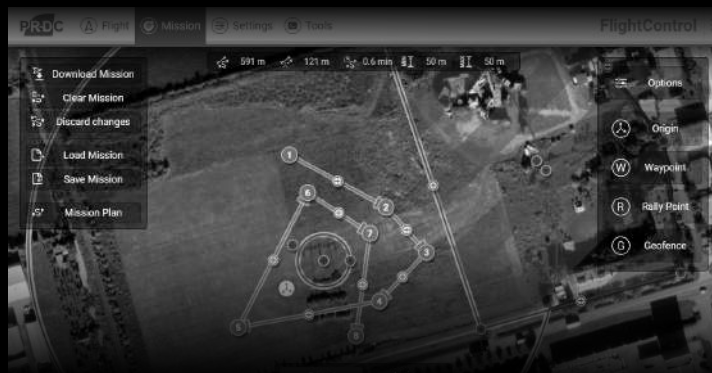 PR-DC Flight Mission Settings Tools FlightControl
591 m 121 m 0.6 min 50 m 50 m
Download Mission
Clear Mission
Discard changes
Load Mission
Save Mission
Mission Plan
Options
Origin
W Waypoint
R Rally Point
G Geofence
1
6
2
7
3
4
5
8